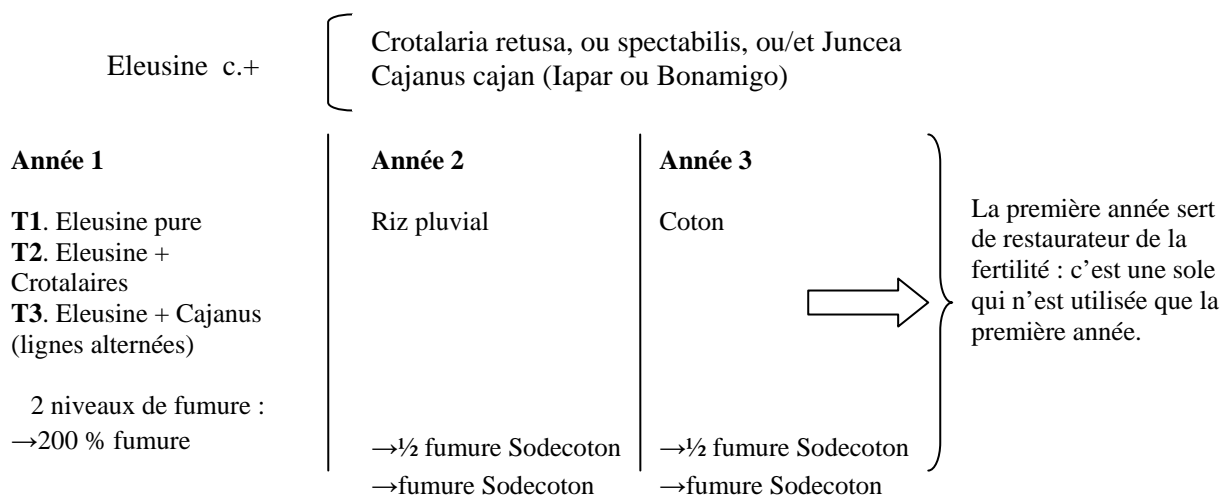 Eleusine c.+
Crotalaria retusa, ou spectabilis, ou/et Juncea
Cajanus cajan (Iapar ou Bonamigo)
Année 1
T1. Eleusine pure
T2. Eleusine +
Crotalaires
T3. Eleusine + Cajanus
(lignes alternées)
2 niveaux de fumure :
→200 % fumure
Année 2
Riz pluvial
→½ fumure Sodecoton
→fumure Sodecoton
Année 3
Coton
→½ fumure Sodecoton
→fumure Sodecoton
La première année sert
de restaurateur de la
fertilité : c’est une sole
qui n’est utilisée que la
première année.